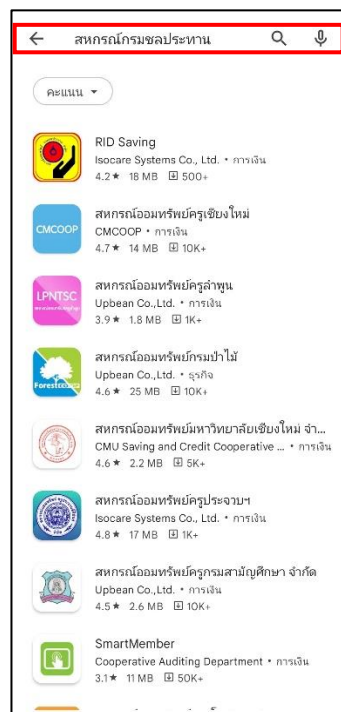 สหกรณ์กรมชลประทาน
คะแนน
RID Saving
Isocare Systems Co., Ltd. • การเงิน
4.2★ 18 MB 500+
CMCOOP
สหกรณ์ออมทรัพย์ครูเชียงใหม่
CMCOOP • การเงิน
4.7★ 14 MB 10K+
LPNTSC
สหกรณ์ออมทรัพย์ครูลำพูน
Upbean Co.,Ltd. • การเงิน
3.9★ 1.8 MB 1K+
Forest
สหกรณ์ออมทรัพย์กรมป่าไม้
Upbean Co.,Ltd. • ธุรกิจ
4.6★ 25 MB 10K+
สหกรณ์ออมทรัพย์มหาวิทยาลัยเชียงใหม่ จำ...
CMU Saving and Credit Cooperative ... • การเงิน
4.6★ 2.2 MB 5K+
สหกรณ์ออมทรัพย์ครูประจวบฯ
Isocare Systems Co., Ltd. • การเงิน
4.8★ 17 MB 1K+
สหกรณ์ออมทรัพย์ครูกรมสามัญศึกษา จำกัด
Upbean Co.,Ltd. • การเงิน
4.5★ 2.6 MB 10K+
SmartMember
Cooperative Auditing Department • การเงิน
3.1★ 11 MB 50K+